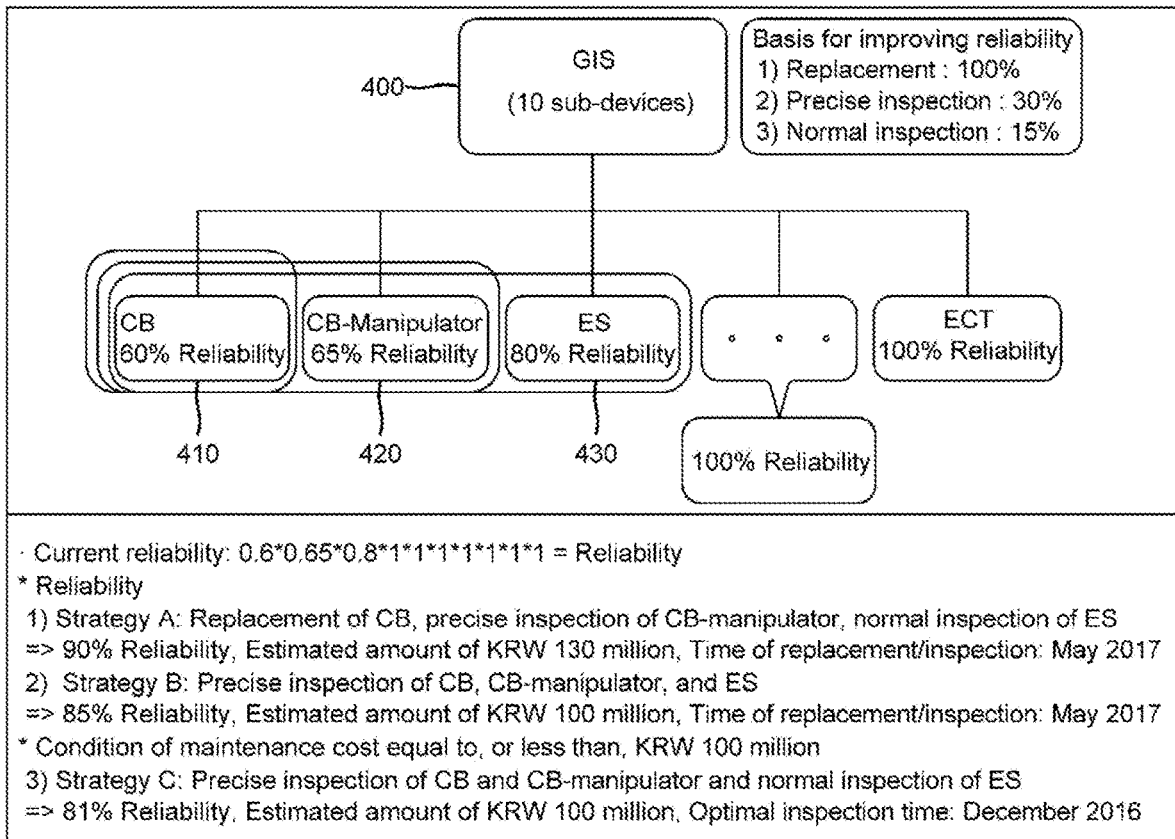 GIS
(10 sub-devices)
400
Basis for improving reliability
1) Replacement : 100%
2) Precise inspection : 30%
3) Normal inspection : 15%
CB
60% Reliability
CB-Manipulator
65% Reliability
ES
80% Reliability
ECT
100% Reliability
410
420
430
100% Reliability
· Current reliability: 0.6*0.65*0.8*1*1*1*1*1*1*1 = Reliability
* Reliability
1) Strategy A: Replacement of CB, precise inspection of CB-manipulator, normal inspection of ES
=> 90% Reliability, Estimated amount of KRW 130 million, Time of replacement/inspection: May 2017
2) Strategy B: Precise inspection of CB, CB-manipulator, and ES
=> 85% Reliability, Estimated amount of KRW 100 million, Time of replacement/inspection: May 2017
* Condition of maintenance cost equal to, or less than, KRW 100 million
3) Strategy C: Precise inspection of CB and CB-manipulator and normal inspection of ES
=> 81% Reliability, Estimated amount of KRW 100 million, Optimal inspection time: December 2016